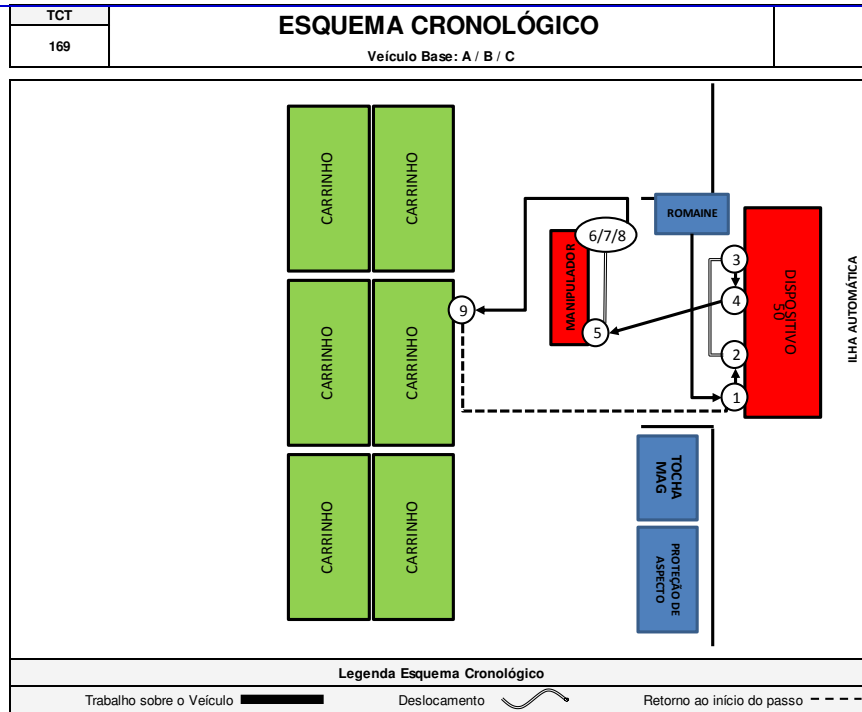 TCT
169
ESQUEMA CRONOLÓGICO
Veículo Base: A / B / C
CARRINHO
CARRINHO
ROMAINE
6/7/8
MANIPULADOR
3
4
DISPOSITIVO
50
ILHA AUTOMÁTICA
CARRINHO
CARRINHO
9
5
2
1
TOCHA
MAG
CARRINHO
CARRINHO
PROTEÇÃO DE
ASPECTO
Legenda Esquema Cronológico
Trabalho sobre o Veículo
Deslocamento
Retorno ao início do passo